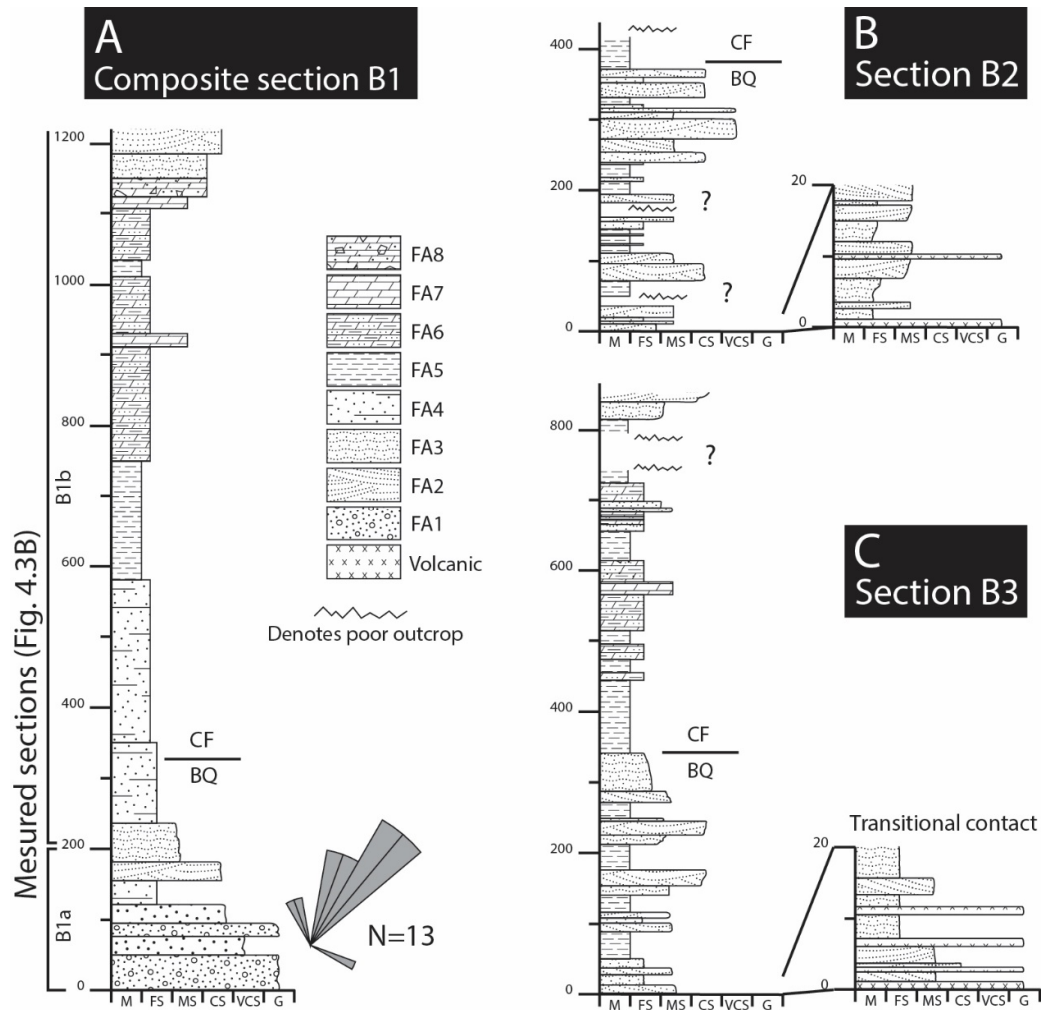 A
Composite section B1
1200
1000
800
600
400
200
0
B1b
B1a
Mesured sections (Fig. 4.3B)
CF
BQ
M FS MS CS VCS G
FA8
FA7
FA6
FA5
FA4
FA3
FA2
FA1
Volcanic
Denotes poor outcrop
N=13
B
Section B2
400
200
0
CF
BQ
?
?
M FS MS CS VCS G
20
0
M FS MS CS VCS G
C
Section B3
800
600
400
200
0
?
CF
BQ
M FS MS CS VCS G
Transitional contact
20
0
M FS MS CS VCS G